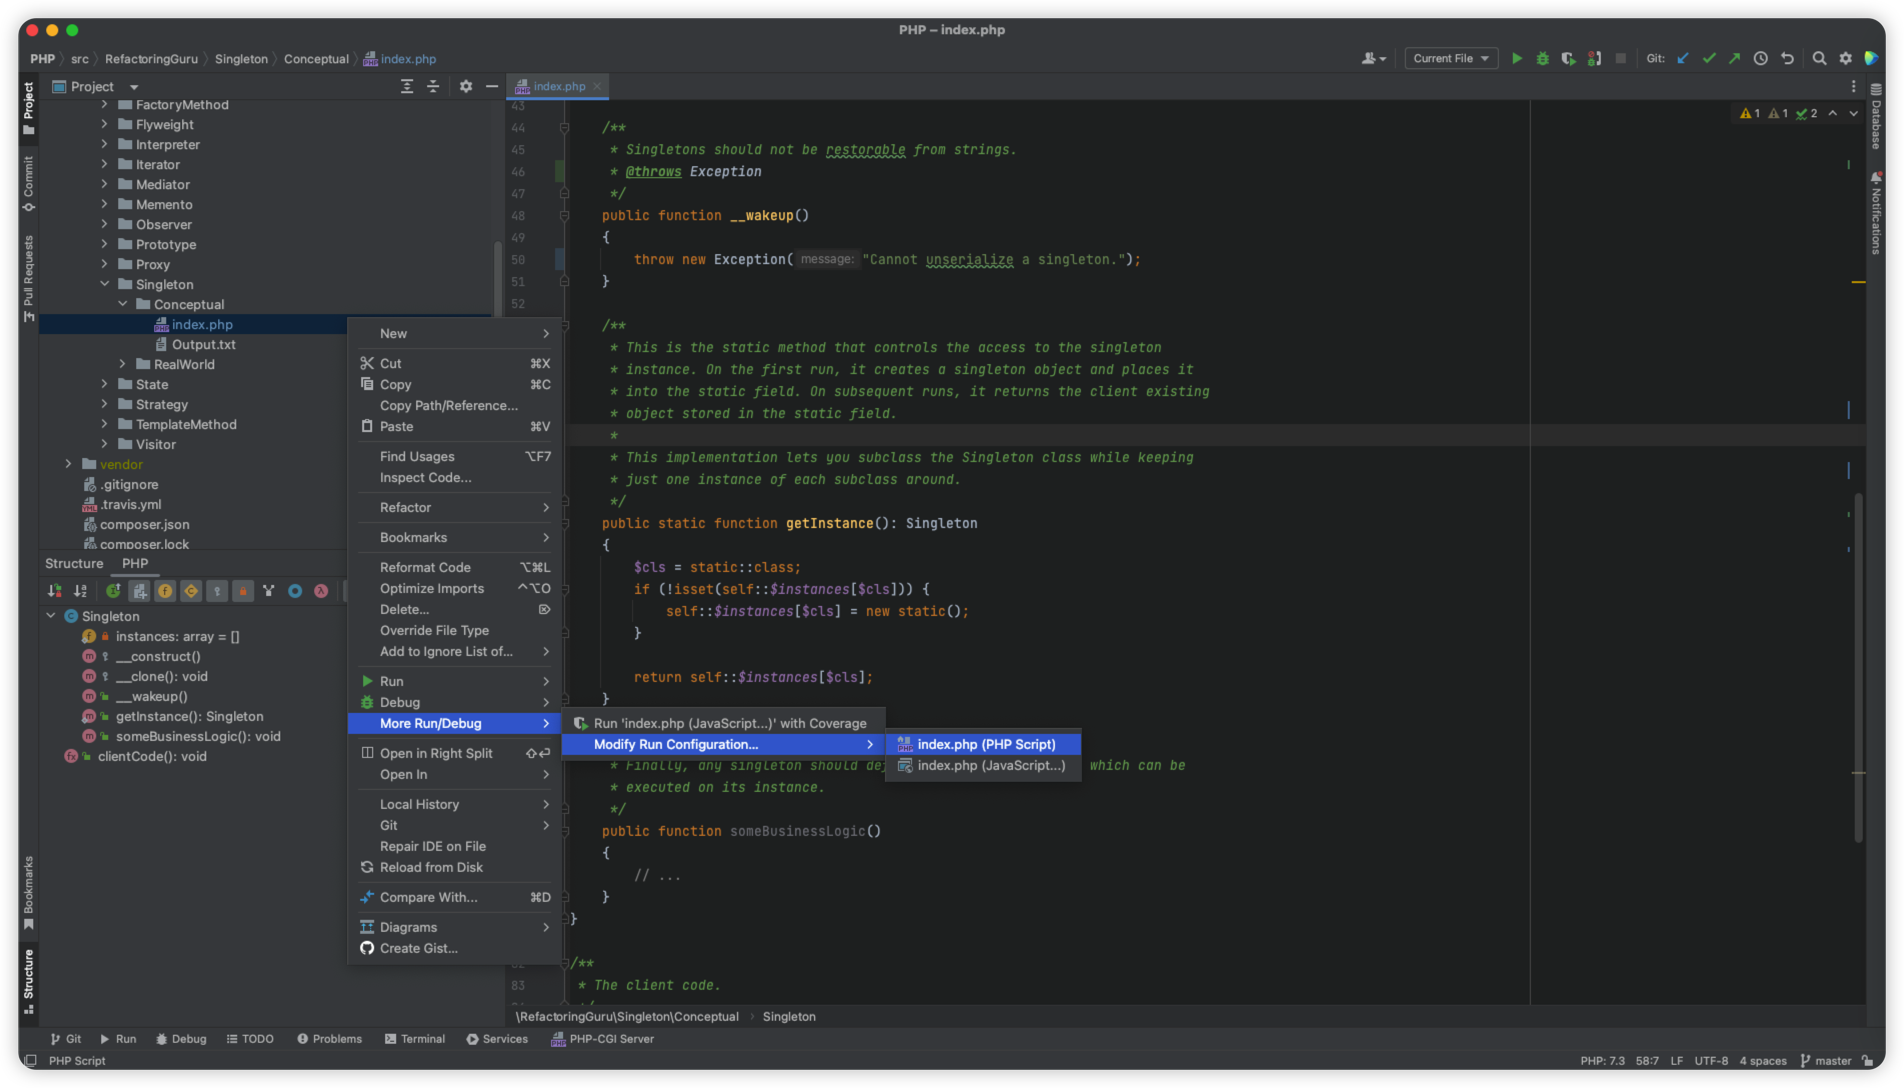 PHP – index.php
PHP src RefactoringGuru Singleton Conceptual index.php
Current File
Git:
Project
index.php
Project
Commit
Pull Requests
Bookmarks
Structure
FactoryMethod
Flyweight
Interpreter
Iterator
Mediator
Memento
Observer
Prototype
Proxy
Singleton
Conceptual
index.php
Output.txt
RealWorld
State
Strategy
TemplateMethod
Visitor
vendor
.gitignore
.travis.yml
composer.json
composer.lock
Structure PHP
Singleton
instances: array = []
__construct()
__clone(): void
__wakeup()
getInstance(): Singleton
someBusinessLogic(): void
clientCode(): void
New
Cut ⌘X
Copy ⌘C
Copy Path/Reference...
Paste ⌘V
Find Usages ⌥F7
Inspect Code...
Refactor
Bookmarks
Reformat Code ⌥⌘L
Optimize Imports ^⌥O
Delete... ⌦
Override File Type
Add to Ignore List of...
Run
Debug
More Run/Debug
Open in Right Split ⇧⏎
Open In
Local History
Git
Repair IDE on File
Reload from Disk
Compare With... ⌘D
Diagrams
Create Gist...
Run 'index.php (JavaScript...)' with Coverage
Modify Run Configuration...
index.php (PHP Script)
index.php (JavaScript...)
1 1 2
43
44 /**
45 * Singletons should not be restorable from strings.
46 * @throws Exception
47 */
48 public function __wakeup()
49 {
50 throw new Exception( message: "Cannot unserialize a singleton.");
51 }
52
/**
* This is the static method that controls the access to the singleton
* instance. On the first run, it creates a singleton object and places it
* into the static field. On subsequent runs, it returns the client existing
* object stored in the static field.
*
* This implementation lets you subclass the Singleton class while keeping
* just one instance of each subclass around.
*/
public static function getInstance(): Singleton
{
$cls = static::class;
if (!isset(self::$instances[$cls])) {
self::$instances[$cls] = new static();
}
return self::$instances[$cls];
}
* Finally, any singleton should which can be
* executed on its instance.
*/
public function someBusinessLogic()
{
// ...
}
}
/**
83 * The client code.
Database
Notifications
\RefactoringGuru\Singleton\Conceptual Singleton
Git Run Debug TODO Problems Terminal Services PHP-CGI Server
PHP Script
PHP: 7.3 58:7 LF UTF-8 4 spaces master